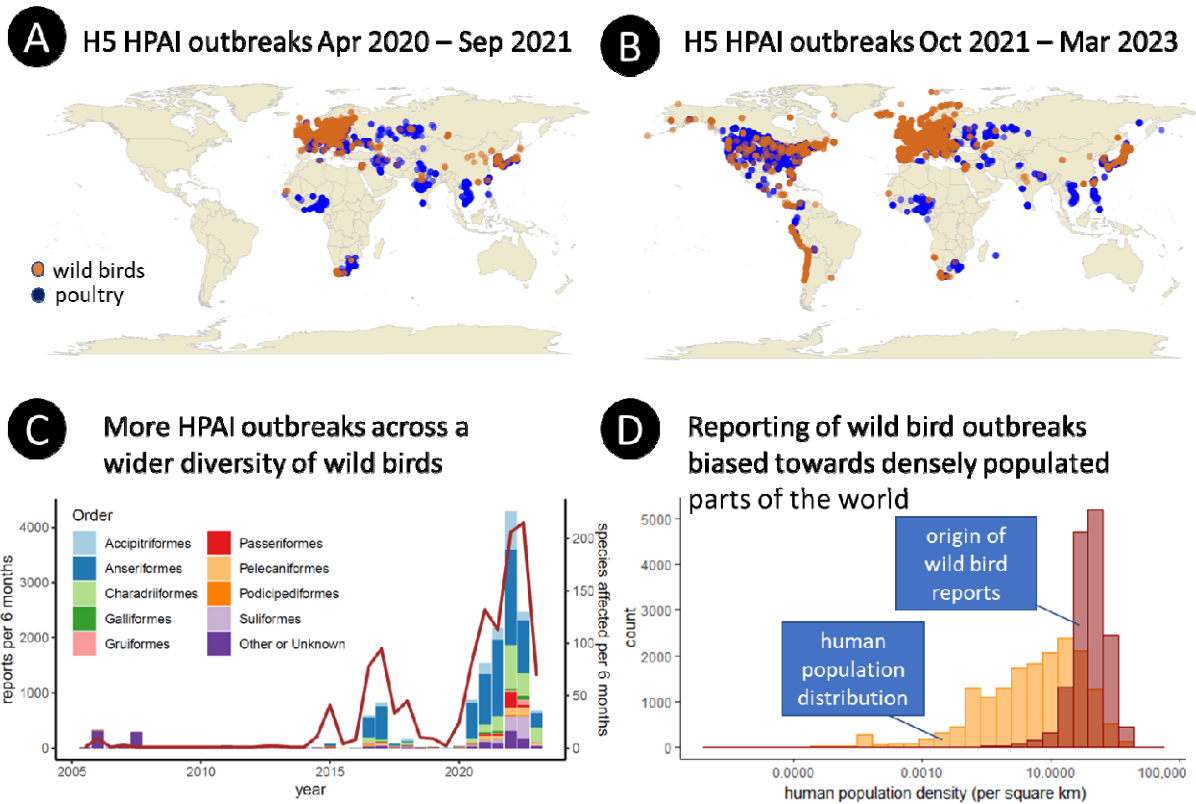 A
H5 HPAI outbreaks Apr 2020 – Sep 2021
B
H5 HPAI outbreaks Oct 2021 – Mar 2023
wild birds
poultry
C
More HPAI outbreaks across a
wider diversity of wild birds
D
Reporting of wild bird outbreaks
biased towards densely populated
parts of the world
Order
Accipitriformes
Anseriformes
Charadriiformes
Galliformes
Gruiformes
Passeriformes
Pelecaniformes
Podicipediformes
Suliformes
Other or Unknown
reports per 6 months
4000
3000
2000
1000
0
species affected per 6 months
200
150
100
50
0
2005
2010
2015
2020
year
origin of
wild bird
reports
human
population
distribution
count
5000
4000
3000
2000
1000
0
0.0000
0.0010
10.0000
100,000
human population density (per square km)